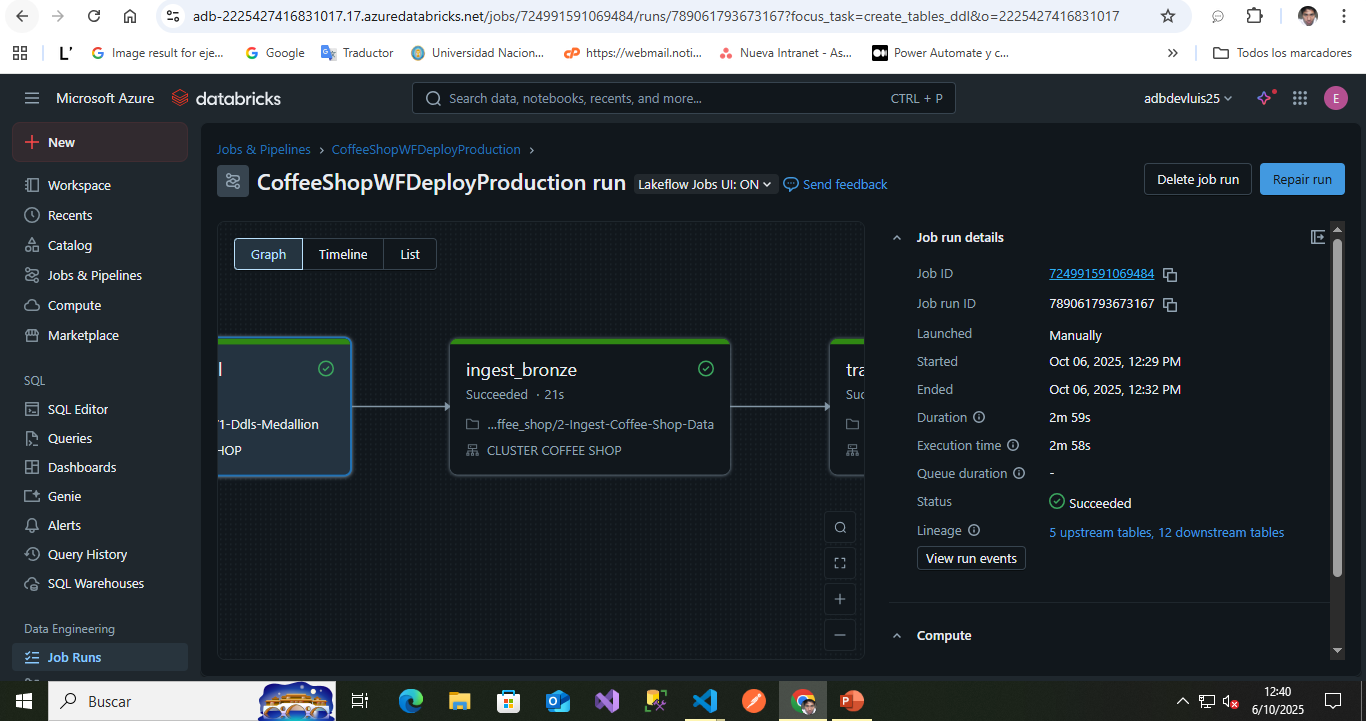 adb-2225427416831017.17.azuredatabricks.net/jobs/724991591069484/runs/789061793673167?focus_task=create_tables_ddl&o=2225427416831017
L' Image result for eje... Google Traductor Universidad Nacion... https://webmail.noti... Nueva Intranet - As... Power Automate y c... » Todos los marcadores
Microsoft Azure databricks Search data, notebooks, recents, and more... CTRL + P adbdevluis25 E
New
Workspace
Recents
Catalog
Jobs & Pipelines
Compute
Marketplace
SQL
SQL Editor
Queries
Dashboards
Genie
Alerts
Query History
SQL Warehouses
Data Engineering
Job Runs
Jobs & Pipelines › CoffeeShopWFDeployProduction ›
CoffeeShopWFDeployProduction run Lakeflow Jobs UI: ON Send feedback
Delete job run Repair run
Graph Timeline List
l
'1-Ddls-Medallion
HOP
ingest_bronze
Succeeded · 21s
...ffee_shop/2-Ingest-Coffee-Shop-Data
CLUSTER COFFEE SHOP
tra
Suc
Job run details
Job ID 724991591069484
Job run ID 789061793673167
Launched Manually
Started Oct 06, 2025, 12:29 PM
Ended Oct 06, 2025, 12:32 PM
Duration 2m 59s
Execution time 2m 58s
Queue duration -
Status Succeeded
Lineage 5 upstream tables, 12 downstream tables
View run events
Compute
Buscar
12:40
6/10/2025